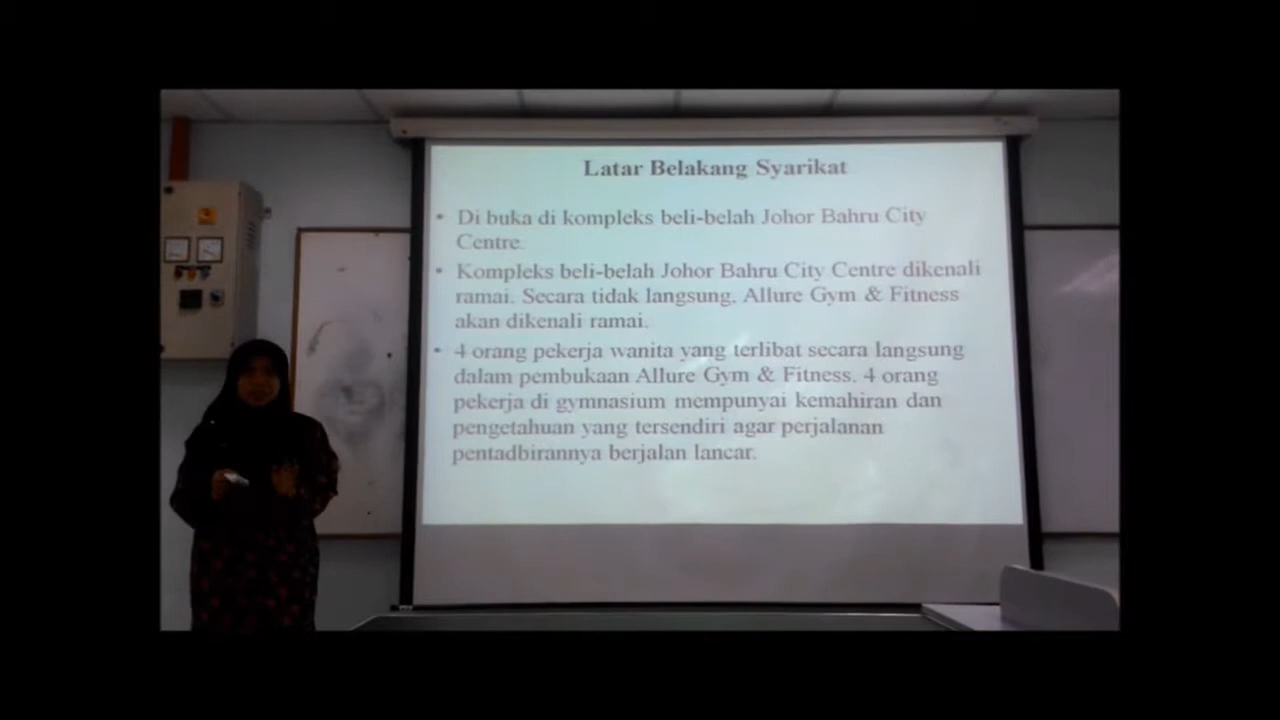 Latar Belakang Syarikat
• Di buka di kompleks beli-belah Johor Bahru City
Centre.
• Kompleks beli-belah Johor Bahru City Centre dikenali
ramai. Secara tidak langsung, Allure Gym & Fitness
akan dikenali ramai.
• 4 orang pekerja wanita yang terlibat secara langsung
dalam pembukaan Allure Gym & Fitness. 4 orang
pekerja di gymnasium mempunyai kemahiran dan
pengetahuan yang tersendiri agar perjalanan
pentadbirannya berjalan lancar.